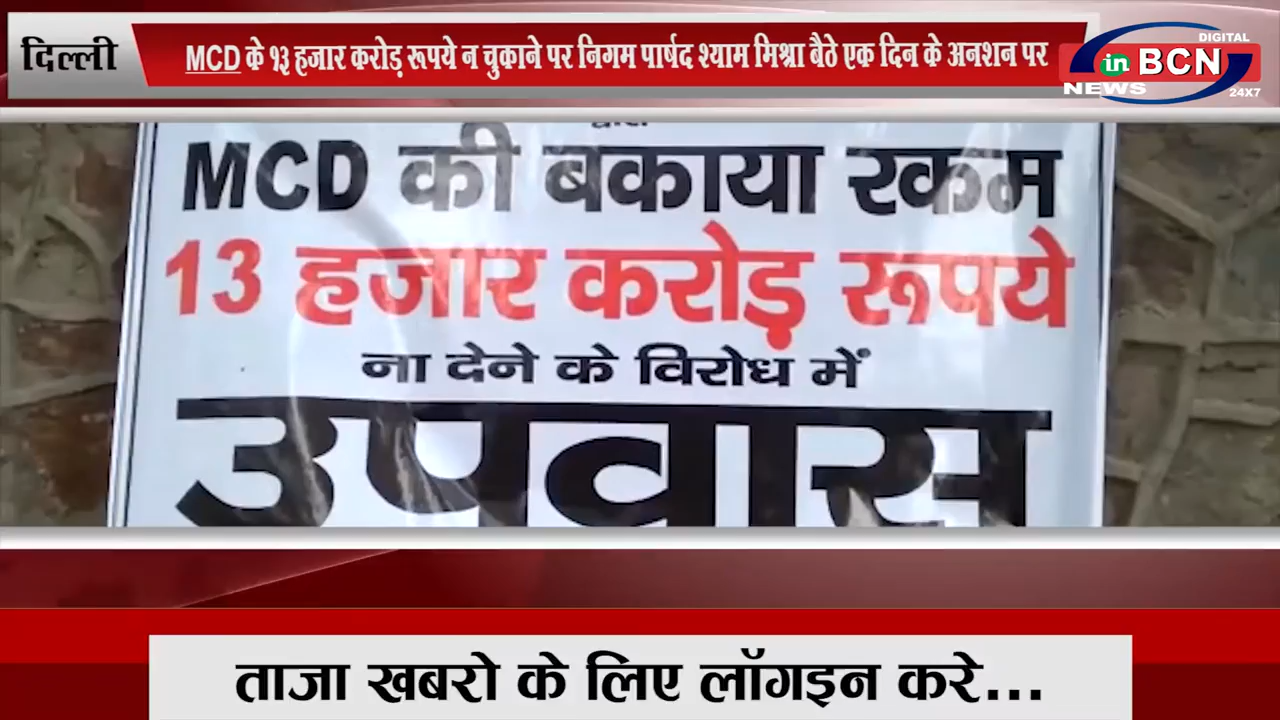 दिल्ली
MCD के १३ हजार करोड़ रूपये न चुकाने पर निगम पार्षद श्याम मिश्रा बैठे एक दिन के अनशन पर
DIGITAL
in BCN
NEWS
24X7
द्वारा
MCD की बकाया रकम
13 हजार करोड़ रूपये
ना देने के विरोध में
उपवास
ताजा खबरो के लिए लॉगइन करे...